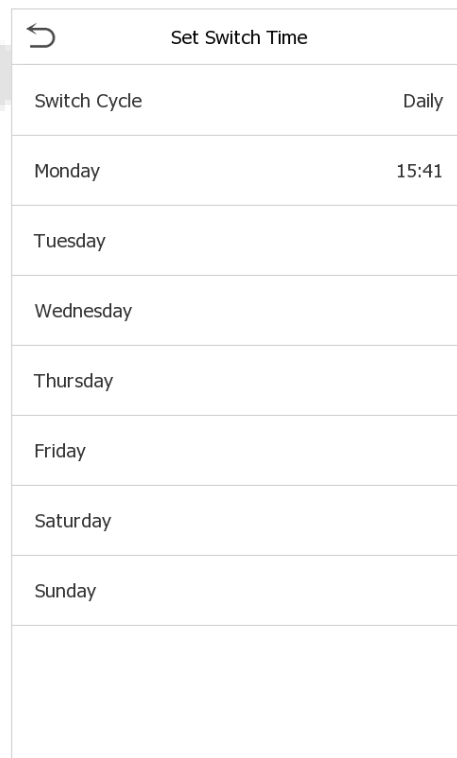 Set Switch Time
Switch Cycle Daily
Monday 15:41
Tuesday
Wednesday
Thursday
Friday
Saturday
Sunday